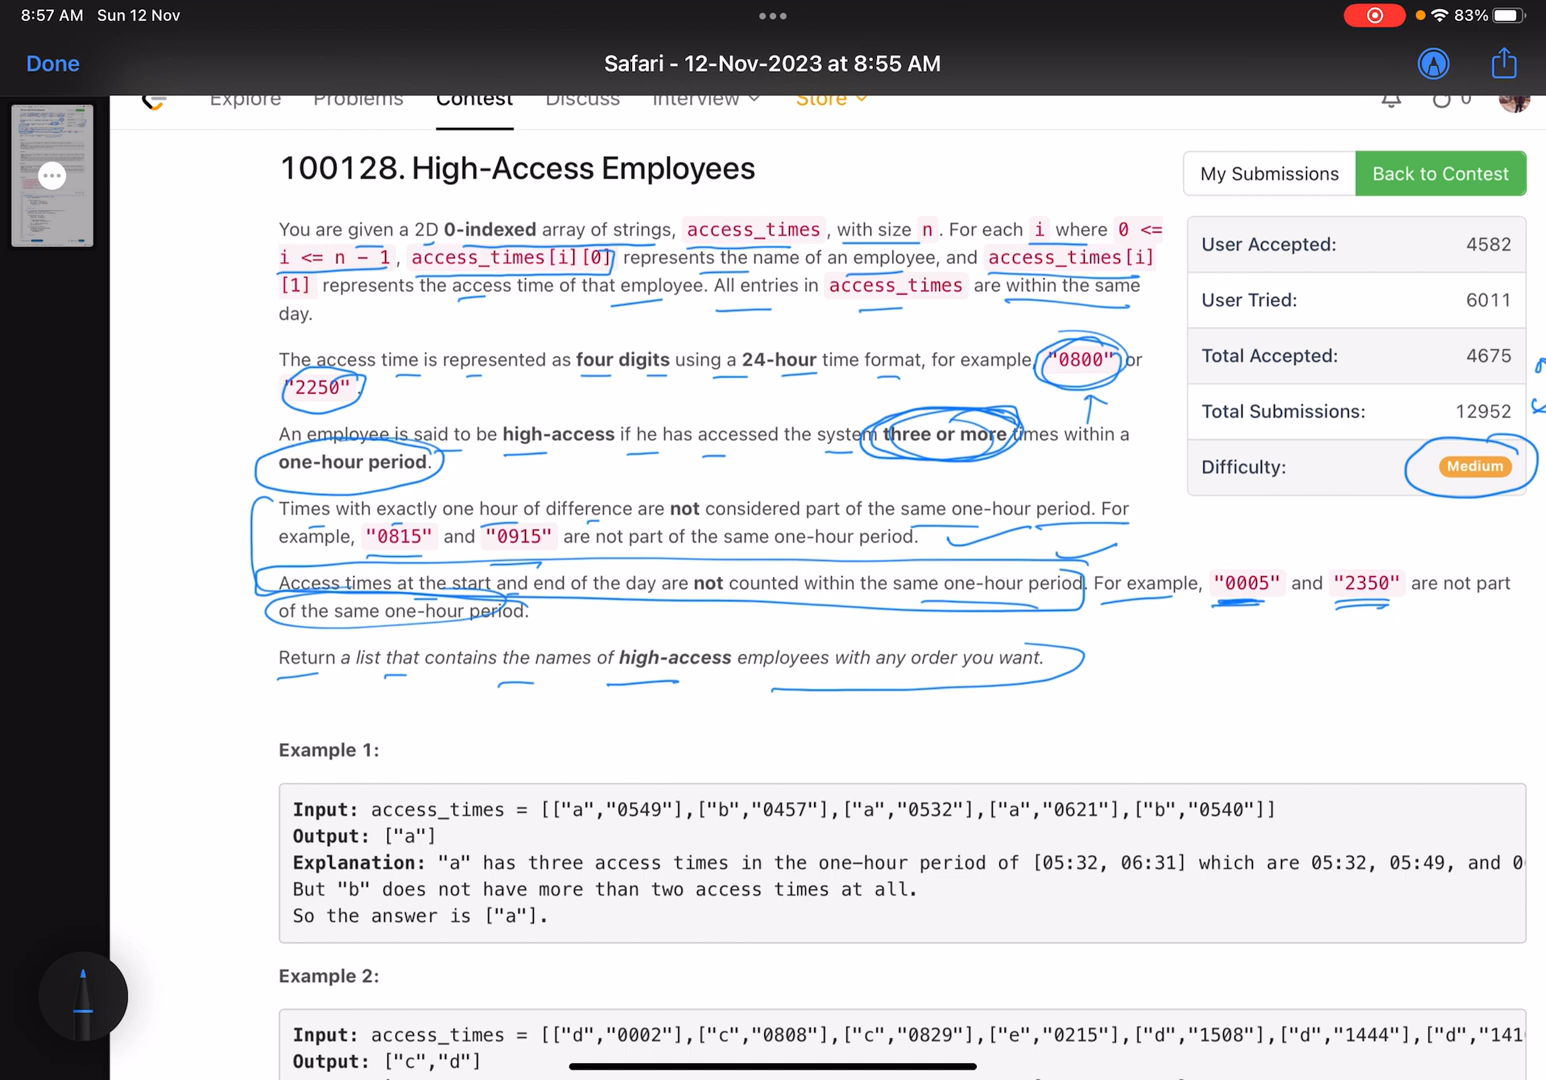 8:57 AM Sun 12 Nov
83%
Done
Safari - 12-Nov-2023 at 8:55 AM
Explore Problems Contest Discuss Interview Store
0
100128. High-Access Employees
My Submissions
Back to Contest
You are given a 2D 0-indexed array of strings, access_times , with size n . For each i where 0 <=
i <= n - 1 , access_times[i][0] represents the name of an employee, and access_times[i]
[1] represents the access time of that employee. All entries in access_times are within the same
day.
The access time is represented as four digits using a 24-hour time format, for example, "0800" or
"2250" .
An employee is said to be high-access if he has accessed the system three or more times within a
one-hour period.
Times with exactly one hour of difference are not considered part of the same one-hour period. For
example, "0815" and "0915" are not part of the same one-hour period.
Access times at the start and end of the day are not counted within the same one-hour period. For example, "0005" and "2350" are not part
of the same one-hour period.
Return a list that contains the names of high-access employees with any order you want.
User Accepted: 4582
User Tried: 6011
Total Accepted: 4675
Total Submissions: 12952
Difficulty: Medium
Example 1:
Input: access_times = [["a","0549"],["b","0457"],["a","0532"],["a","0621"],["b","0540"]]
Output: ["a"]
Explanation: "a" has three access times in the one-hour period of [05:32, 06:31] which are 05:32, 05:49, and 0
But "b" does not have more than two access times at all.
So the answer is ["a"].
Example 2:
Input: access_times = [["d","0002"],["c","0808"],["c","0829"],["e","0215"],["d","1508"],["d","1444"],["d","141
Output: ["c","d"]